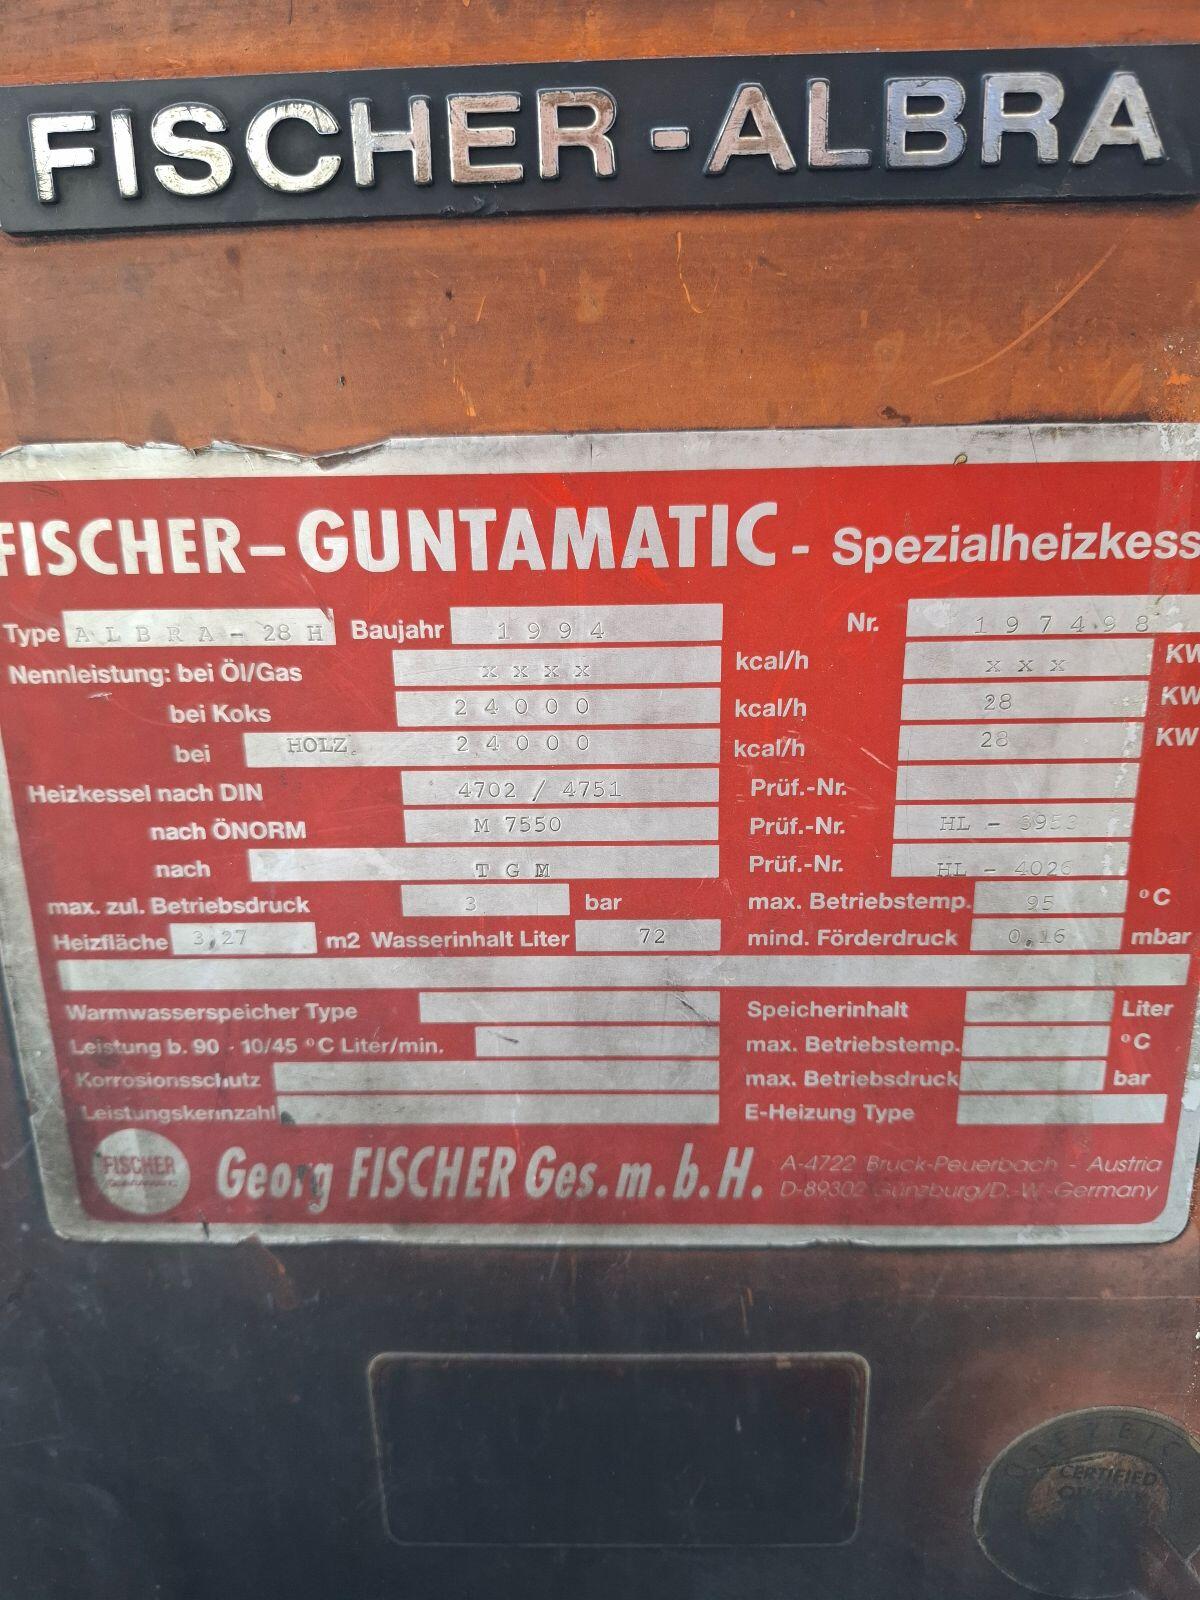 FISCHER-ALBRA
FISCHER-GUNTAMATIC - Spezialheizkess
Type ALBRA-28H Baujahr 1994 Nr. 197498
Nennleistung: bei Öl/Gas xxxx kcal/h xxx KW
bei Koks 24000 kcal/h 28 KW
bei HOLZ. 24000 kcal/h 28 KW
Heizkessel nach DIN 4702 / 4751 Prüf.-Nr.
nach ÖNORM M 7550 Prüf.-Nr. HL - 3953
nach TGM Prüf.-Nr. HL - 4026
max. zul. Betriebsdruck 3 bar max. Betriebstemp. 95 °C
Heizfläche 3,27 m2 Wasserinhalt Liter 72 mind. Förderdruck 0,16 mbar
Warmwasserspeicher Type Speicherinhalt Liter
Leistung b. 90 - 10/45 °C Liter/min. max. Betriebstemp. °C
Korrosionsschutz max. Betriebsdruck bar
Leistungskennzahl E-Heizung Type
FISCHER
Georg FISCHER Ges.m.b.H. A-4722 Bruck-Peuerbach - Austria
D-89302 Günzburg/D.-W.-Germany
CERTIFIED
QUALITY